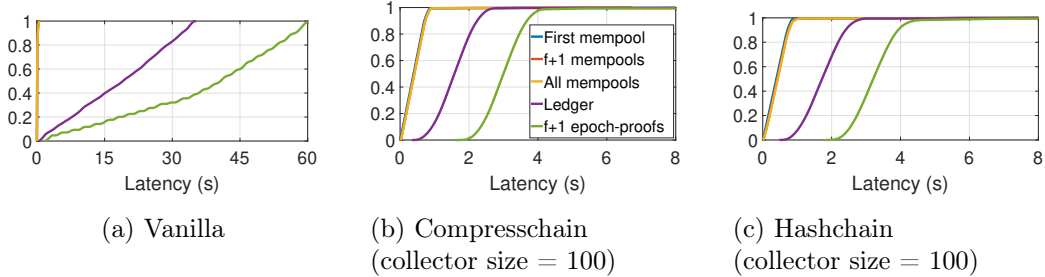 1
0.8
0.6
0.4
0.2
0
0 15 30 45 60
Latency (s)
(a) Vanilla
1
0.8
0.6
0.4
0.2
0
First mempool
f+1 mempools
All mempools
Ledger
f+1 epoch-proofs
0 2 4 6 8
Latency (s)
(b) Compresschain
(collector size = 100)
1
0.8
0.6
0.4
0.2
0
0 2 4 6 8
Latency (s)
(c) Hashchain
(collector size = 100)